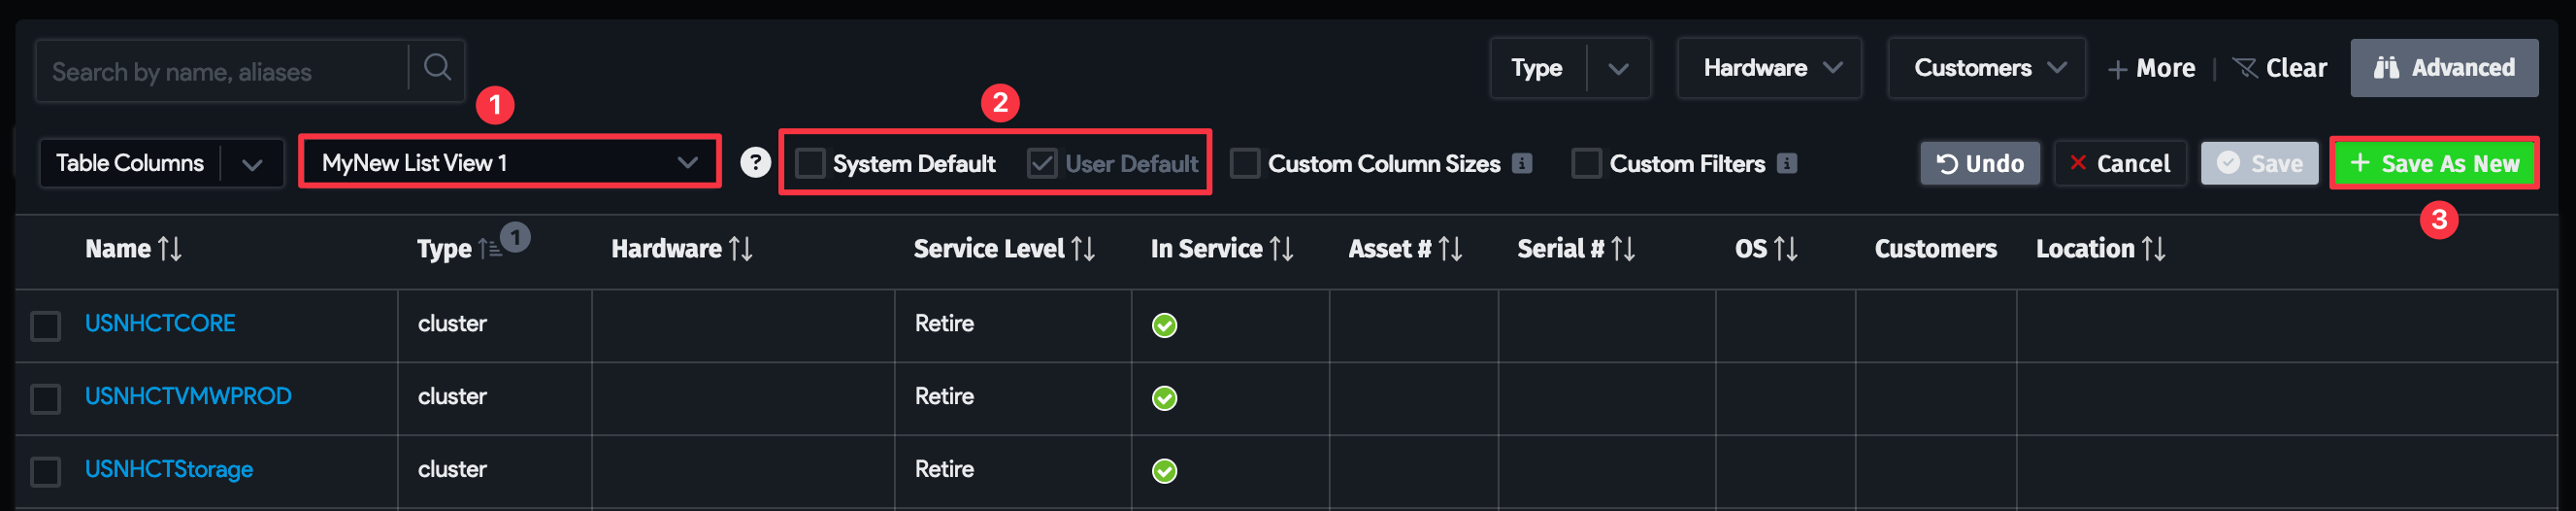 Search by name, aliases
Type Hardware Customers + More | Clear Advanced
1 2
Table Columns MyNew List View 1 ? System Default User Default Custom Column Sizes i Custom Filters i Undo × Cancel Save + Save As New
3
Name Type 1 Hardware Service Level In Service Asset # Serial # OS Customers Location
USNHCTCORE cluster Retire
USNHCTVMWPROD cluster Retire
USNHCTStorage cluster Retire